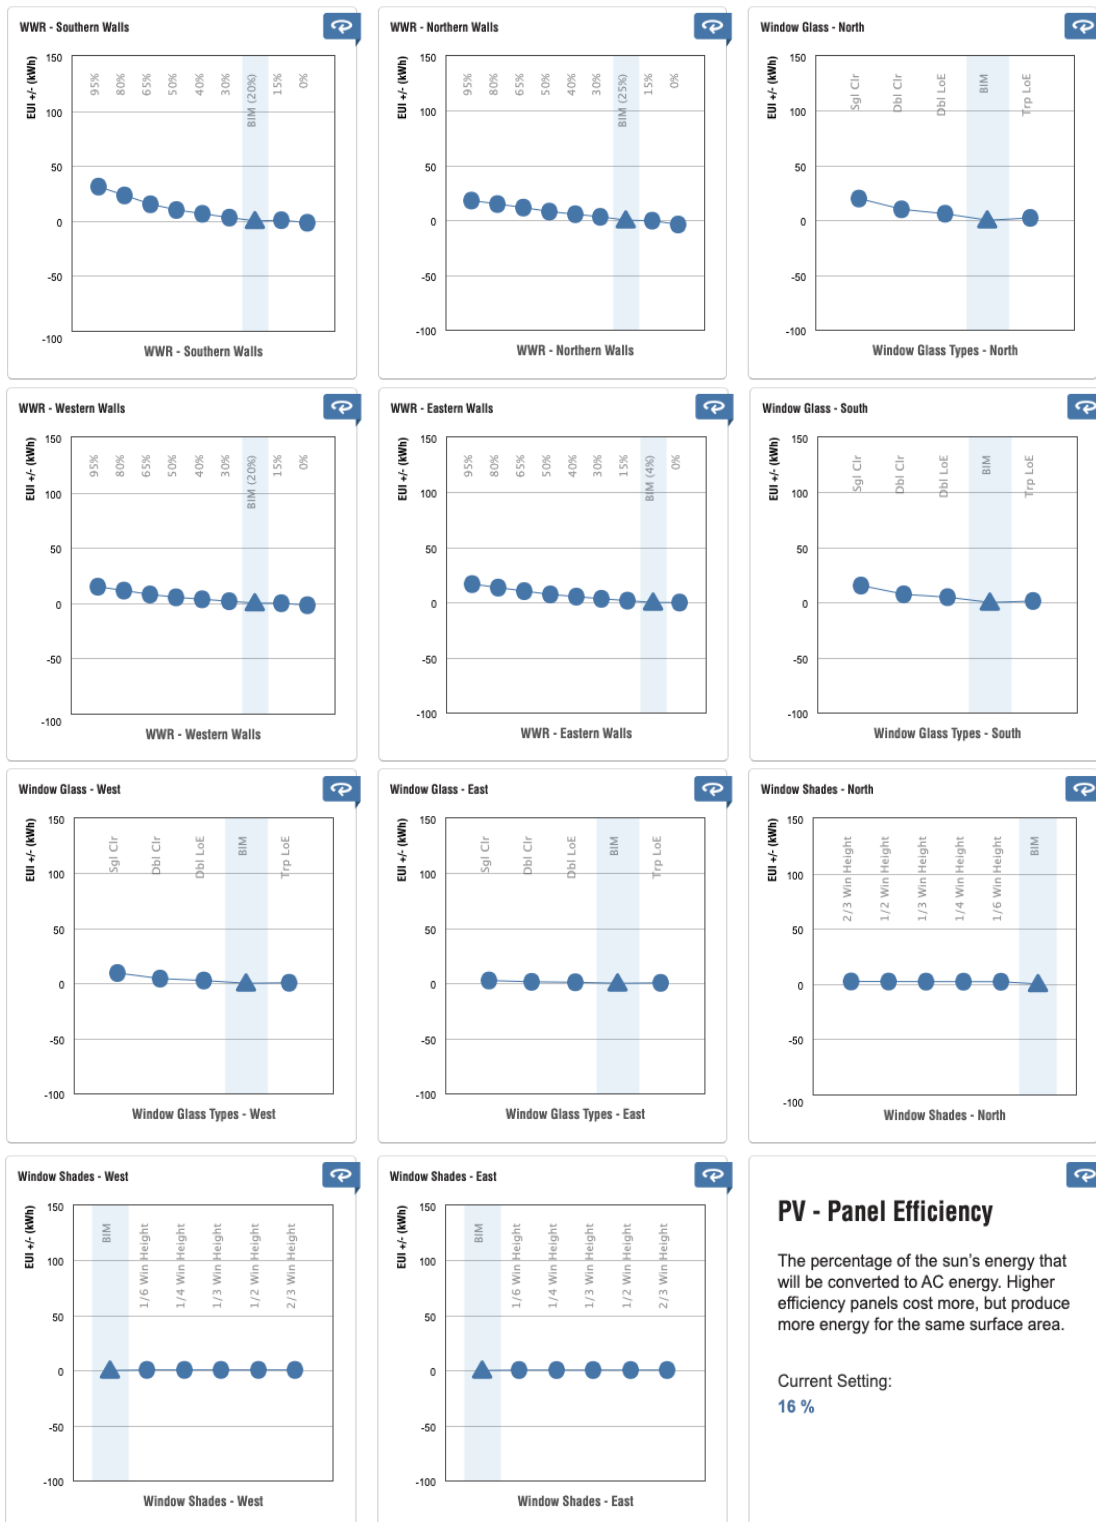 WWR - Southern Walls
EUI +/- (kWh)
150
100
50
0
-50
-100
95%
80%
65%
50%
40%
30%
BIM (20%)
15%
0%
WWR - Southern Walls
WWR - Northern Walls
EUI +/- (kWh)
150
100
50
0
-50
-100
95%
80%
65%
50%
40%
30%
BIM (25%)
15%
0%
WWR - Northern Walls
Window Glass - North
EUI +/- (kWh)
150
100
50
0
-50
-100
Sgl Clr
Dbl Clr
Dbl LoE
BIM
Trp LoE
Window Glass Types - North
WWR - Western Walls
EUI +/- (kWh)
150
100
50
0
-50
-100
95%
80%
65%
50%
40%
30%
BIM (20%)
15%
0%
WWR - Western Walls
WWR - Eastern Walls
EUI +/- (kWh)
150
100
50
0
-50
-100
95%
80%
65%
50%
40%
30%
15%
BIM (4%)
0%
WWR - Eastern Walls
Window Glass - South
EUI +/- (kWh)
150
100
50
0
-50
-100
Sgl Clr
Dbl Clr
Dbl LoE
BIM
Trp LoE
Window Glass Types - South
Window Glass - West
EUI +/- (kWh)
150
100
50
0
-50
-100
Sgl Clr
Dbl Clr
Dbl LoE
BIM
Trp LoE
Window Glass Types - West
Window Glass - East
EUI +/- (kWh)
150
100
50
0
-50
-100
Sgl Clr
Dbl Clr
Dbl LoE
BIM
Trp LoE
Window Glass Types - East
Window Shades - North
EUI +/- (kWh)
150
100
50
0
-50
-100
2/3 Win Height
1/2 Win Height
1/3 Win Height
1/4 Win Height
1/6 Win Height
BIM
Window Shades - North
Window Shades - West
EUI +/- (kWh)
150
100
50
0
-50
-100
BIM
1/6 Win Height
1/4 Win Height
1/3 Win Height
1/2 Win Height
2/3 Win Height
Window Shades - West
Window Shades - East
EUI +/- (kWh)
150
100
50
0
-50
-100
BIM
1/6 Win Height
1/4 Win Height
1/3 Win Height
1/2 Win Height
2/3 Win Height
Window Shades - East
PV - Panel Efficiency
The percentage of the sun's energy that
will be converted to AC energy. Higher
efficiency panels cost more, but produce
more energy for the same surface area.
Current Setting:
16 %